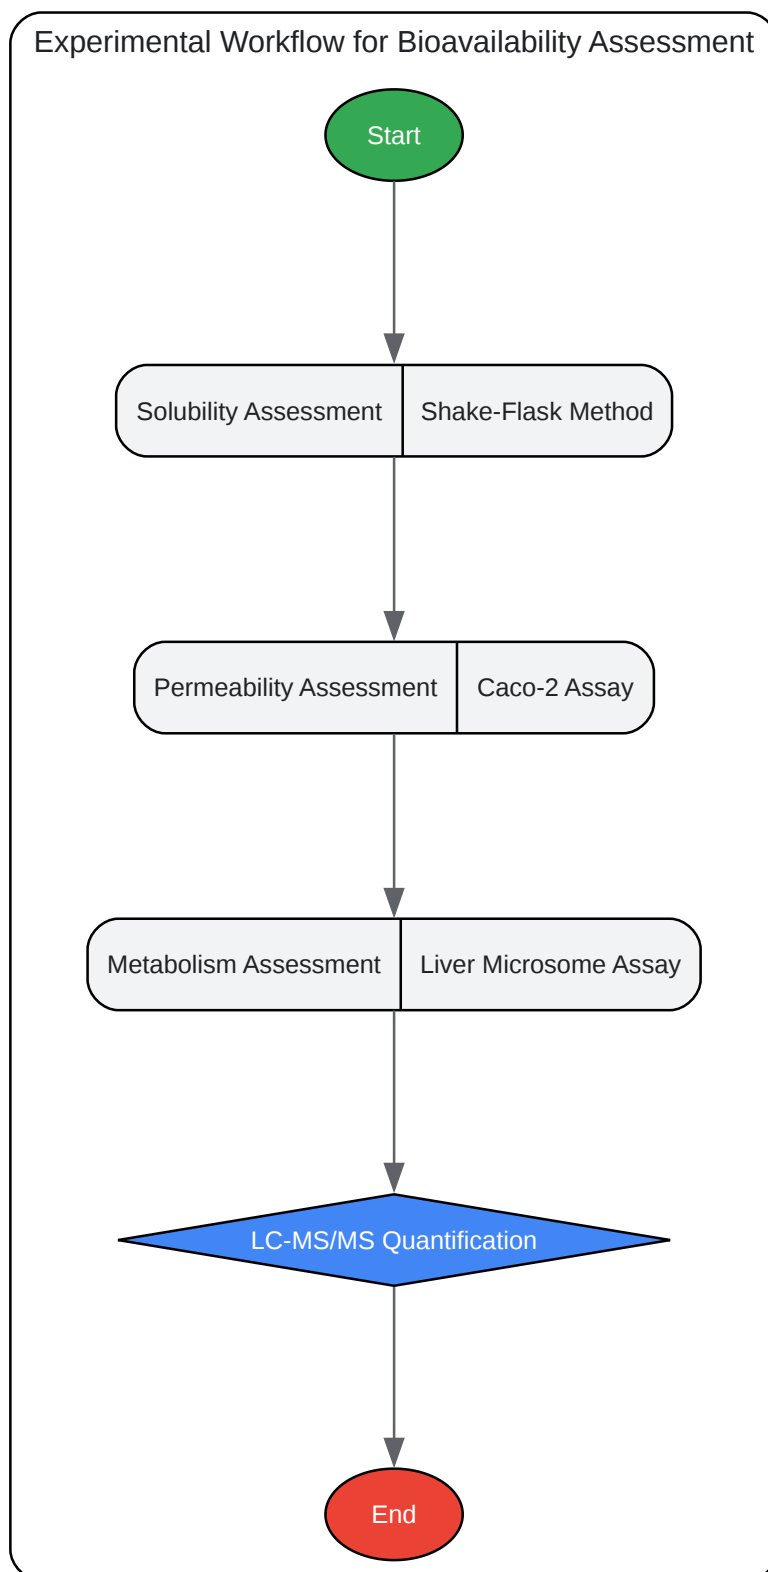 Experimental Workflow for Bioavailability Assessment
Start
Solubility Assessment Shake-Flask Method
Permeability Assessment Caco-2 Assay
Metabolism Assessment Liver Microsome Assay
LC-MS/MS Quantification
End